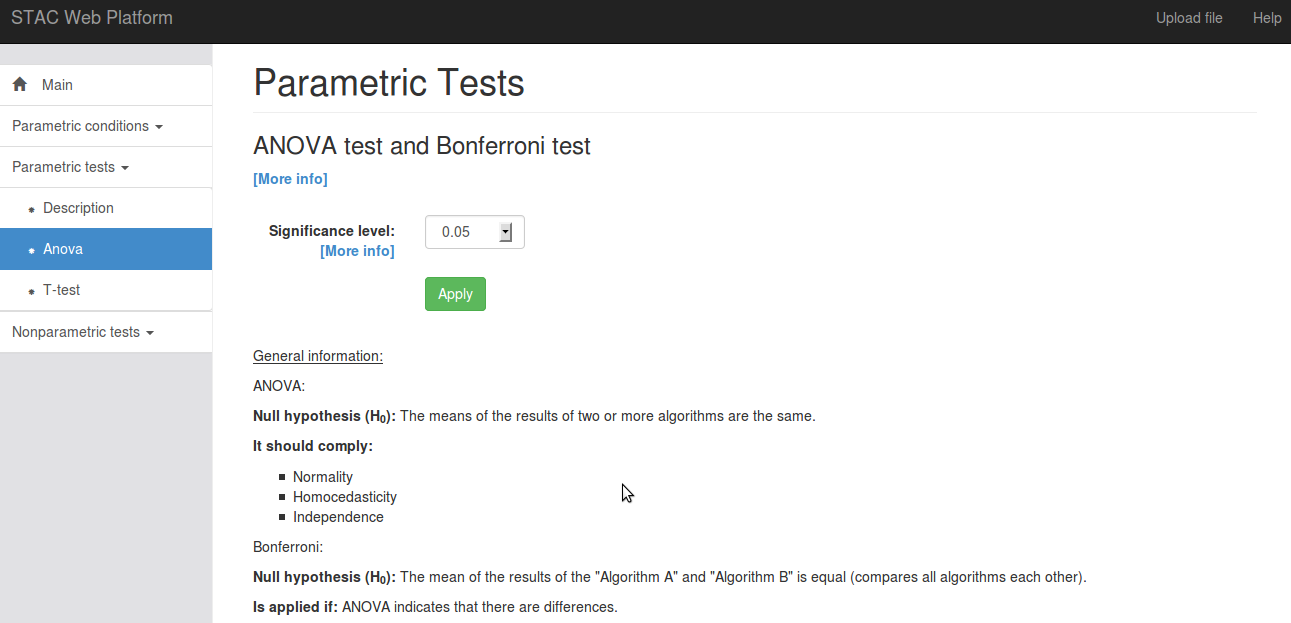 STAC Web Platform
Upload file
Help
Main
Parametric conditions
Parametric tests
Description
Anova
T-test
Nonparametric tests
Parametric Tests
ANOVA test and Bonferroni test
[More info]
Significance level:
0.05
[More info]
Apply
General information:
ANOVA:
Null hypothesis (H0): The means of the results of two or more algorithms are the same.
It should comply:
Normality
Homocedasticity
Independence
Bonferroni:
Null hypothesis (H0): The mean of the results of the "Algorithm A" and "Algorithm B" is equal (compares all algorithms each other).
Is applied if: ANOVA indicates that there are differences.